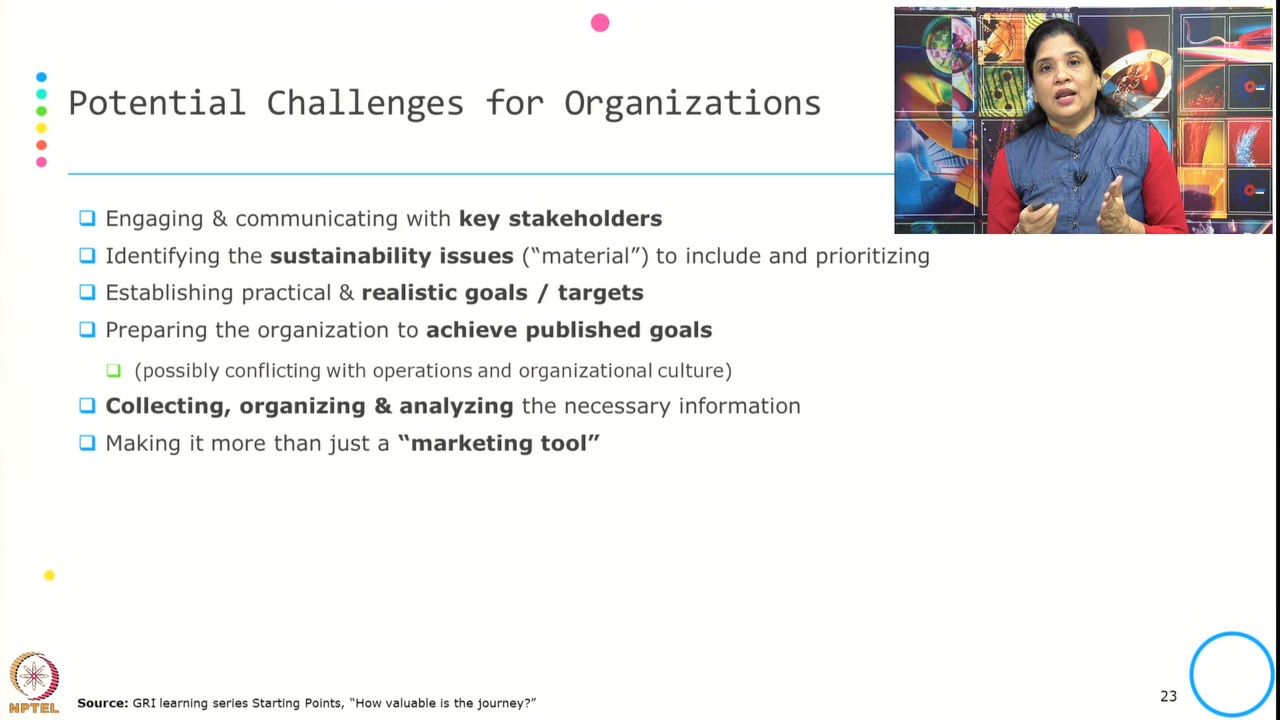 Potential Challenges for Organizations
Engaging & communicating with key stakeholders
Identifying the sustainability issues (“material”) to include and prioritizing
Establishing practical & realistic goals / targets
Preparing the organization to achieve published goals
(possibly conflicting with operations and organizational culture)
Collecting, organizing & analyzing the necessary information
Making it more than just a “marketing tool”
NPTEL
Source: GRI learning series Starting Points, “How valuable is the journey?”
23